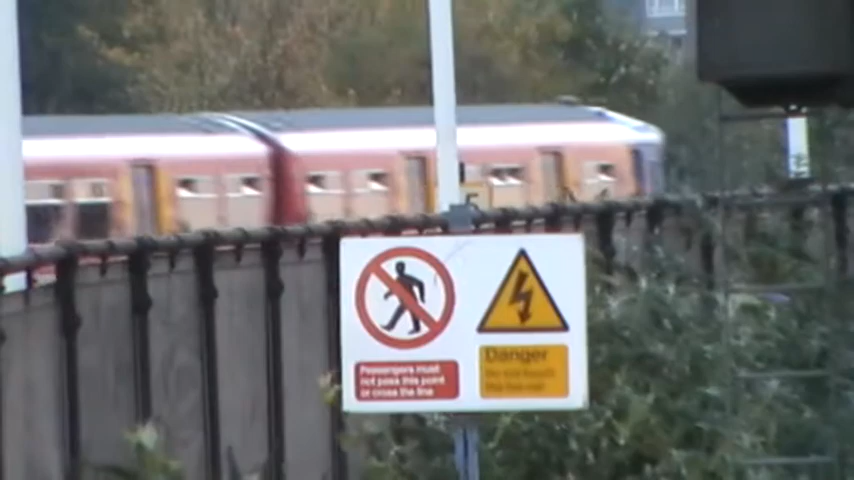 Passengers must
not pass this point
or cross the line
Danger